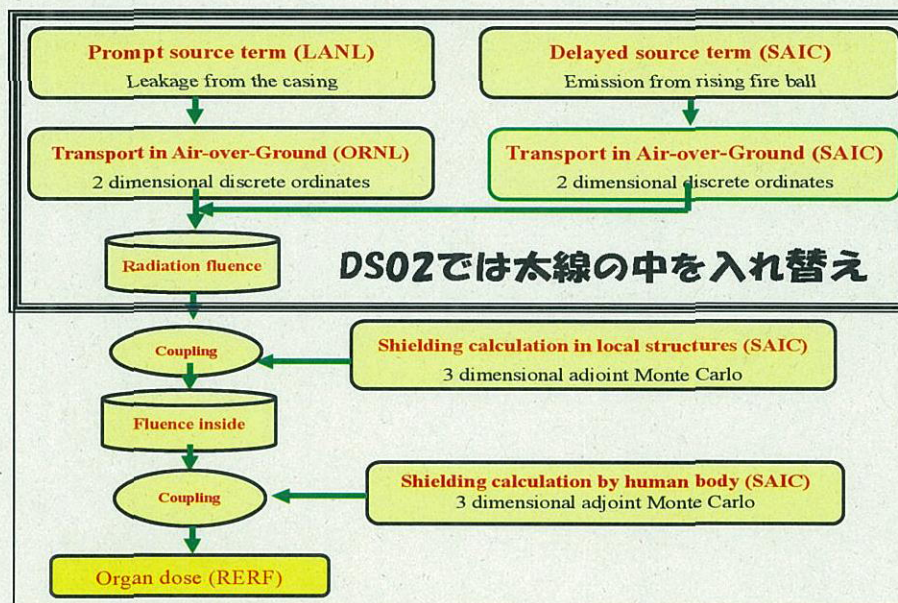 Prompt source term (LANL)
Leakage from the casing
Delayed source term (SAIC)
Emission from rising fire ball
Transport in Air-over-Ground (ORNL)
2 dimensional discrete ordinates
Transport in Air-over-Ground (SAIC)
2 dimensional discrete ordinates
Radiation fluence
DS02では太線の中を入れ替え
Coupling
Shielding calculation in local structures (SAIC)
3 dimensional adjoint Monte Carlo
Fluence inside
Coupling
Shielding calculation by human body (SAIC)
3 dimensional adjoint Monte Carlo
Organ dose (RERF)